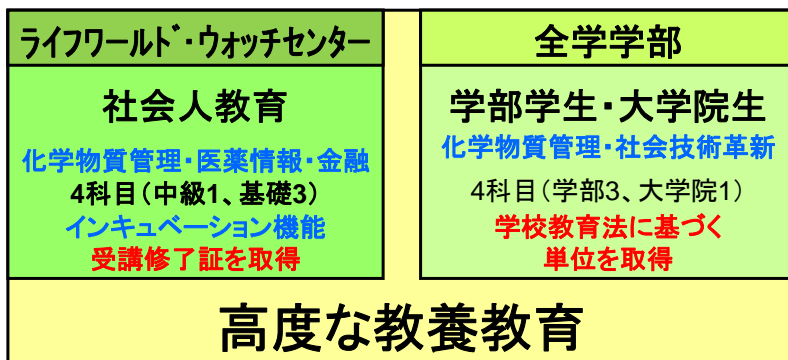 ライフワールド・ウォッチセンター
社会人教育
化学物質管理・医薬情報・金融
4科目(中級1、基礎3)
インキュベーション機能
受講修了証を取得
全学学部
学部学生・大学院生
化学物質管理・社会技術革新
4科目(学部3、大学院1)
学校教育法に基づく
単位を取得
高度な教養教育